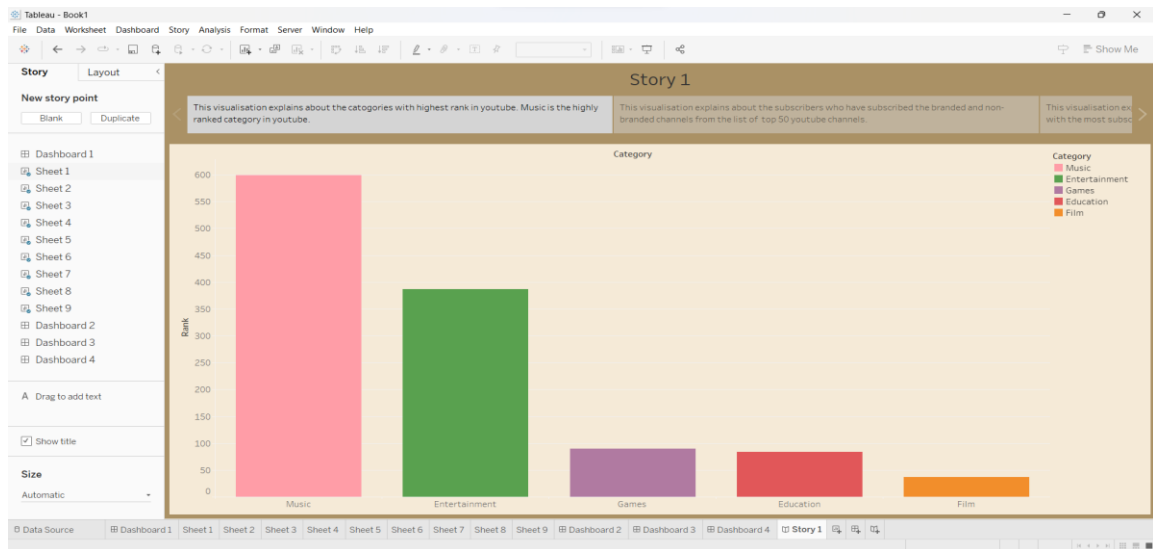 Tableau - Book1
File Data Worksheet Dashboard Story Analysis Format Server Window Help
Show Me
Story Layout
New story point
Blank Duplicate
Dashboard 1
Sheet 1
Sheet 2
Sheet 3
Sheet 4
Sheet 5
Sheet 6
Sheet 7
Sheet 8
Sheet 9
Dashboard 2
Dashboard 3
Dashboard 4
A Drag to add text
Show title
Size
Automatic
Story 1
This visualisation explains about the catogories with highest rank in youtube. Music is the highly
ranked category in youtube.
This visualisation explains about the subscribers who have subscribed the branded and non-
branded channels from the list of top 50 youtube channels.
This visualisation ex
with the most subsc
Category
600
550
500
450
400
350
300
250
200
150
100
50
0
Rank
Music Entertainment Games Education Film
Category
Music
Entertainment
Games
Education
Film
Data Source Dashboard 1 Sheet 1 Sheet 2 Sheet 3 Sheet 4 Sheet 5 Sheet 6 Sheet 7 Sheet 8 Sheet 9 Dashboard 2 Dashboard 3 Dashboard 4 Story 1